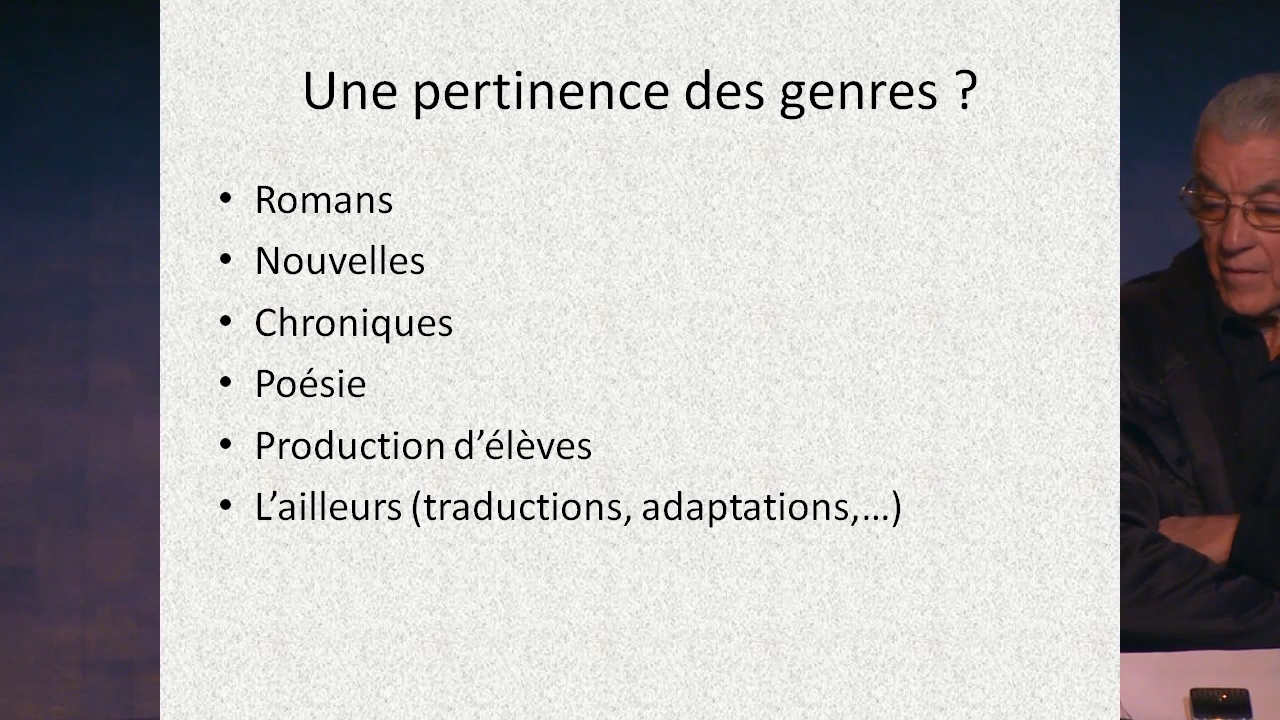 Une pertinence des genres ?
• Romans
• Nouvelles
• Chroniques
• Poésie
• Production d’élèves
• L’ailleurs (traductions, adaptations,…)